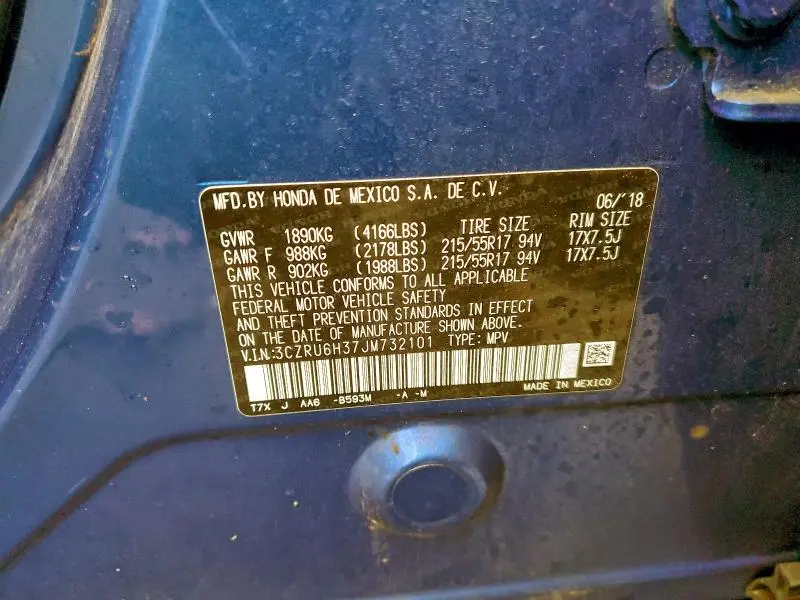 MFD.BY HONDA DE MEXICO S.A. DE C.V. 06/'18
GVWR 1890KG (4166LBS) TIRE SIZE RIM SIZE
GAWR F 988KG (2178LBS) 215/55R17 94V 17X7.5J
GAWR R 902KG (1988LBS) 215/55R17 94V 17X7.5J
THIS VEHICLE CONFORMS TO ALL APPLICABLE
FEDERAL MOTOR VEHICLE SAFETY
AND THEFT PREVENTION STANDARDS IN EFFECT
ON THE DATE OF MANUFACTURE SHOWN ABOVE.
V.I.N:3CZRU6H37JM732101 TYPE: MPV
T7X J AA6 -B593M -A -M MADE IN MEXICO